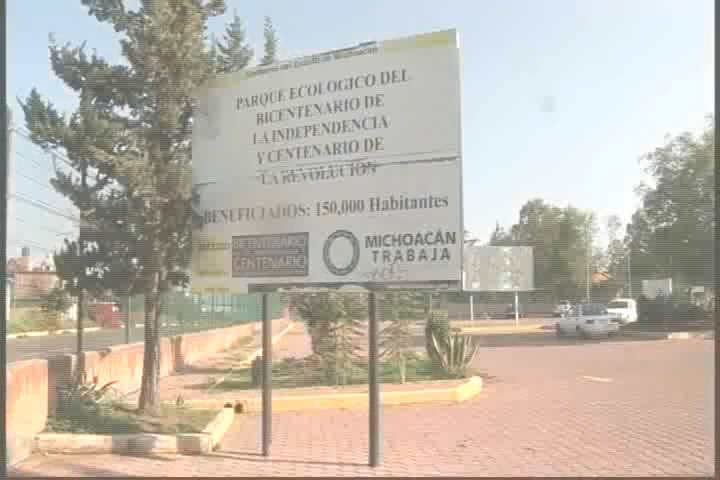 PARQUE ECOLOGICO DEL
BICENTENARIO DE
LA INDEPENDENCIA
Y CENTENARIO DE
LA REVOLUCION
BENEFICIADOS: 150,000 Habitantes
BICENTENARIO
CENTENARIO
MICHOACÁN
TRABAJA